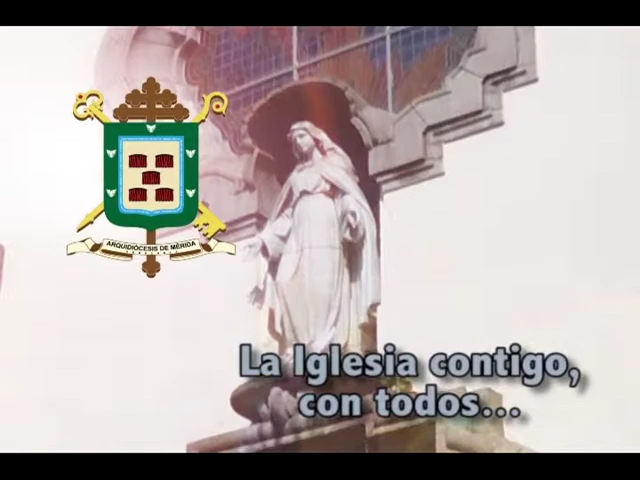 ARQUIDIÓCESIS DE MÉRIDA
La Iglesia contigo,
con todos...